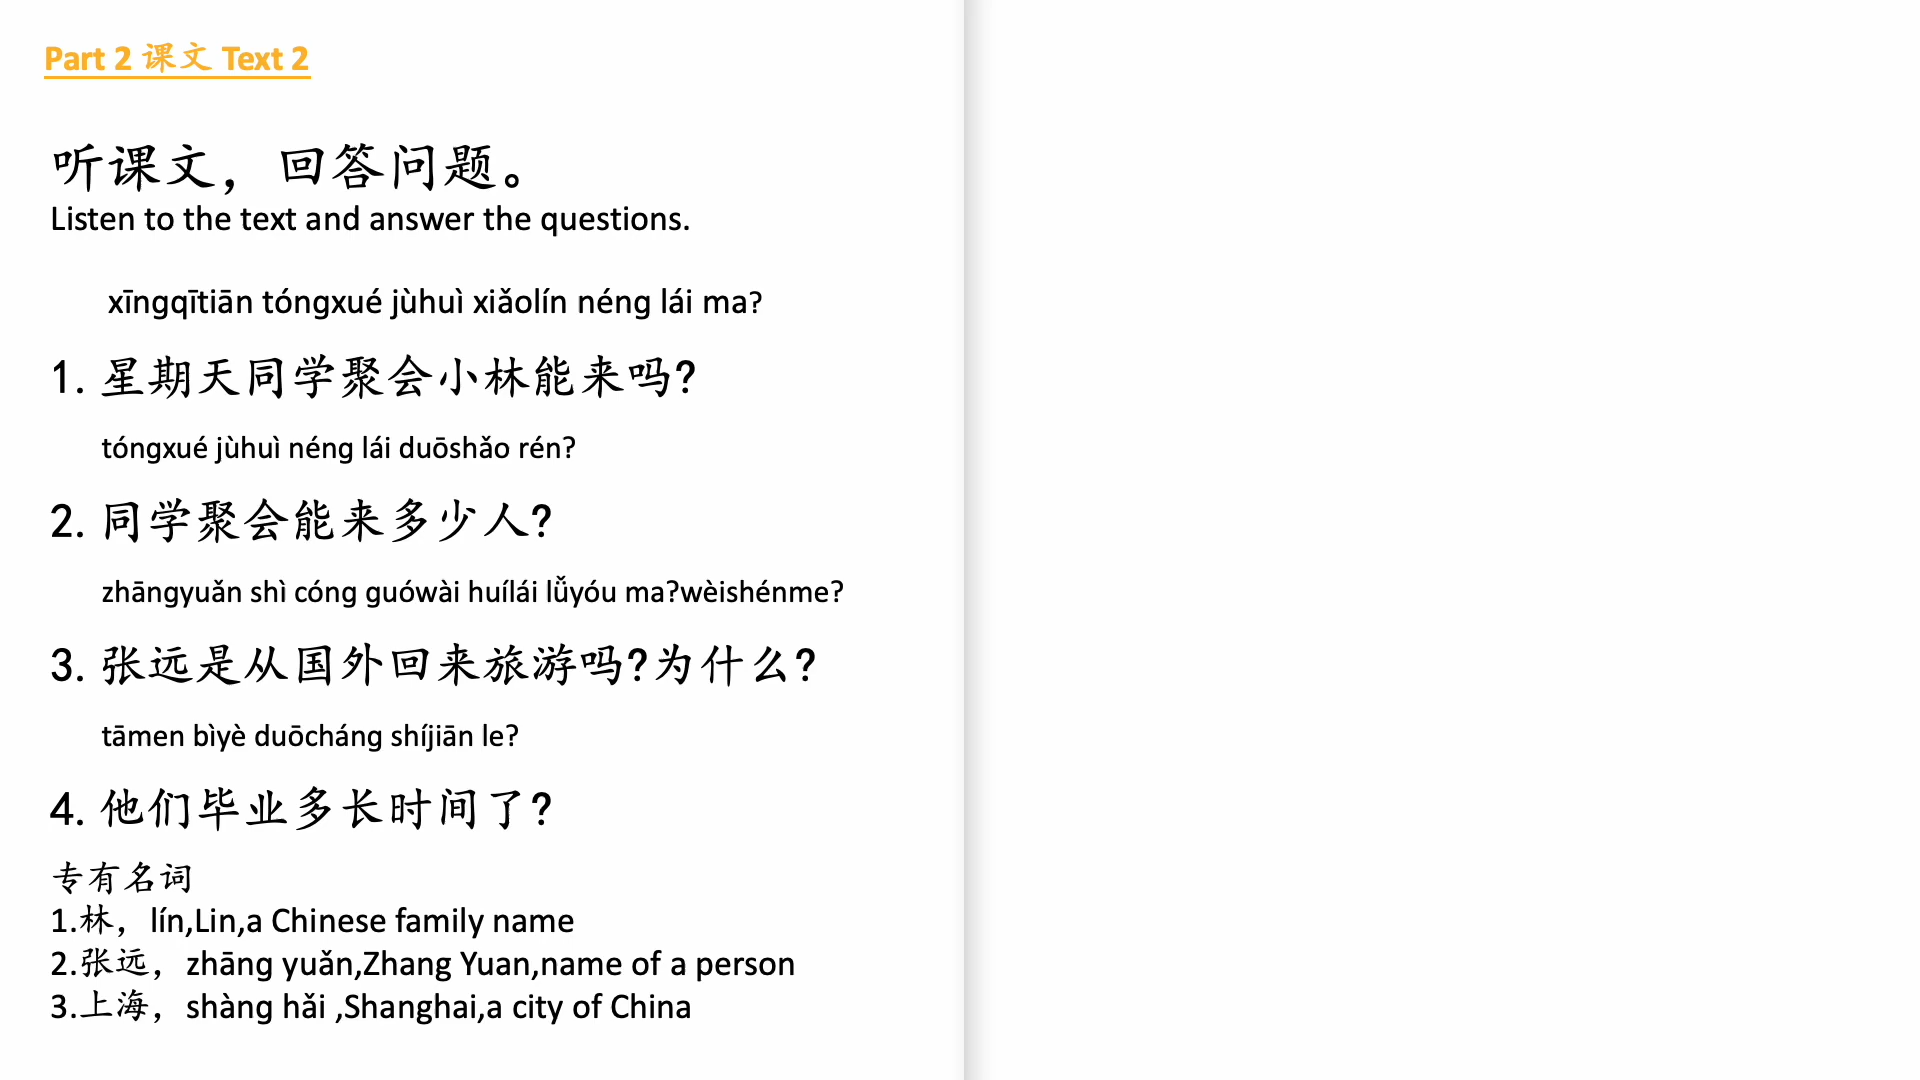 Part 2 课文 Text 2
听课文，回答问题。
Listen to the text and answer the questions.
xīngqītiān tóngxué jùhuì xiǎolín néng lái ma?
1. 星期天同学聚会小林能来吗?
tóngxué jùhuì néng lái duōshǎo rén?
2. 同学聚会能来多少人?
zhāngyuǎn shì cóng guówài huílái lǚyóu ma?wèishénme?
3. 张远是从国外回来旅游吗?为什么?
tāmen bìyè duōcháng shíjiān le?
4. 他们毕业多长时间了?
专有名词
1.林，lín,Lin,a Chinese family name
2.张远，zhāng yuǎn,Zhang Yuan,name of a person
3.上海，shàng hǎi ,Shanghai,a city of China